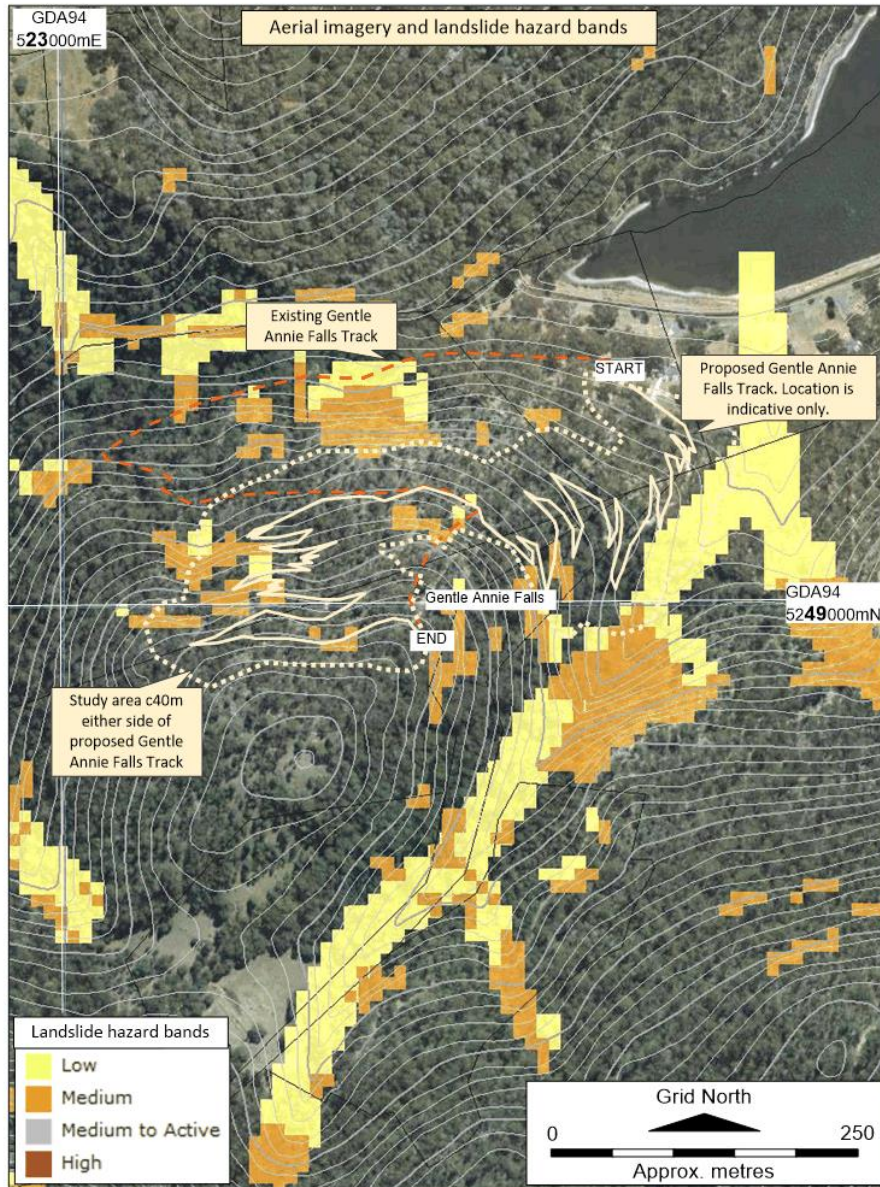 GDA94
523000mE
Aerial imagery and landslide hazard bands
Existing Gentle
Annie Falls Track
START
Proposed Gentle Annie
Falls Track. Location is
indicative only.
GDA94
5249000mN
Gentle Annie Falls
END
Study area c40m
either side of
proposed Gentle
Annie Falls Track
Landslide hazard bands
Low
Medium
Medium to Active
High
Grid North
0
250
Approx. metres